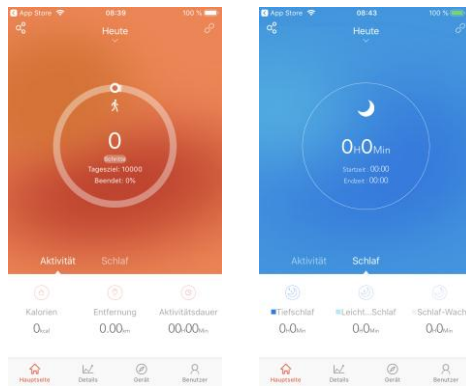 App Store 08:39 100 %
Heute
0
Schritte
Tagesziel: 10000
Beendet: 0%
Aktivität Schlaf
Kalorien Entfernung Aktivitätsdauer
0kcal 0.00km 00H00Min
Hauptseite Details Gerät Benutzer
App Store 08:43 100 %
Heute
0H0Min
Startzeit : 00:00
Endzeit : 00:00
Aktivität Schlaf
Tiefschlaf Leicht...Schlaf Schlaf-Wach
0H0Min 0H0Min 0H0Min
Hauptseite Details Gerät Benutzer